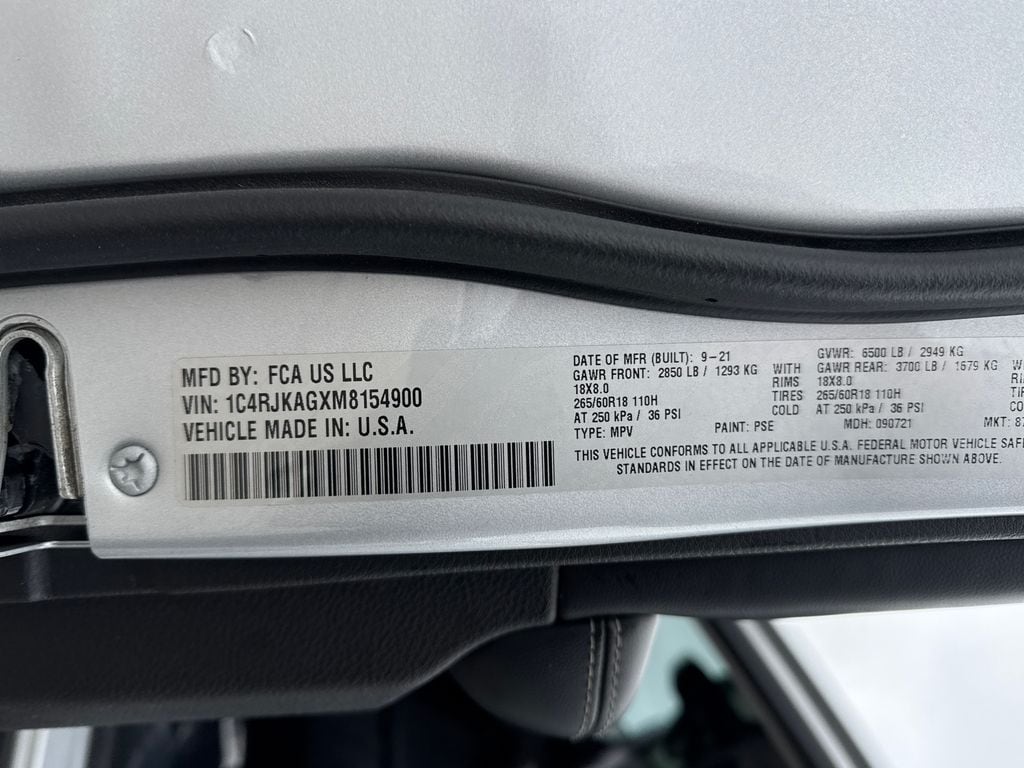 MFD BY: FCA US LLC
VIN: 1C4RJKAGXM8154900
VEHICLE MADE IN: U.S.A.
DATE OF MFR (BUILT): 9-21 GVWR: 6500 LB / 2949 KG
GAWR FRONT: 2850 LB / 1293 KG WITH GAWR REAR: 3700 LB / 1679 KG
18X8.0 RIMS 18X8.0
265/60R18 110H TIRES 265/60R18 110H
AT 250 kPa / 36 PSI COLD AT 250 kPa / 36 PSI
TYPE: MPV PAINT: PSE MDH: 090721 MKT:
THIS VEHICLE CONFORMS TO ALL APPLICABLE U.S.A. FEDERAL MOTOR VEHICLE
STANDARDS IN EFFECT ON THE DATE OF MANUFACTURE SHOWN ABOVE.